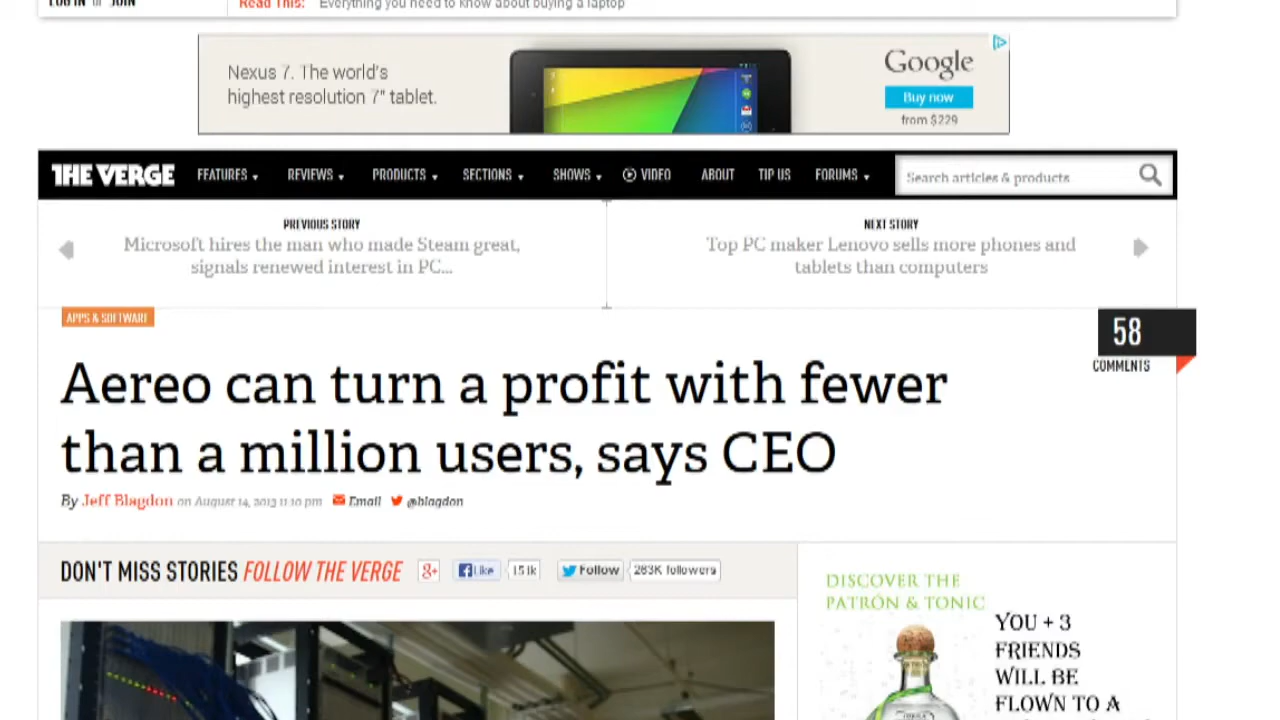 LOG IN or JOIN
Read This: Everything you need to know about buying a laptop
Nexus 7. The world's
highest resolution 7" tablet.
Google
Buy now
from $229
THE VERGE
FEATURES
REVIEWS
PRODUCTS
SECTIONS
SHOWS
VIDEO
ABOUT
TIP US
FORUMS
Search articles & products
PREVIOUS STORY
Microsoft hires the man who made Steam great,
signals renewed interest in PC...
NEXT STORY
Top PC maker Lenovo sells more phones and
tablets than computers
APPS & SOFTWARE
58
COMMENTS
Aereo can turn a profit with fewer
than a million users, says CEO
By Jeff Blagdon on August 14, 2013 11:10 pm Email @blagdon
DON'T MISS STORIES FOLLOW THE VERGE
Like
151k
Follow
283K followers
DISCOVER THE
PATRÓN & TONIC
YOU + 3
FRIENDS
WILL BE
FLOWN TO A